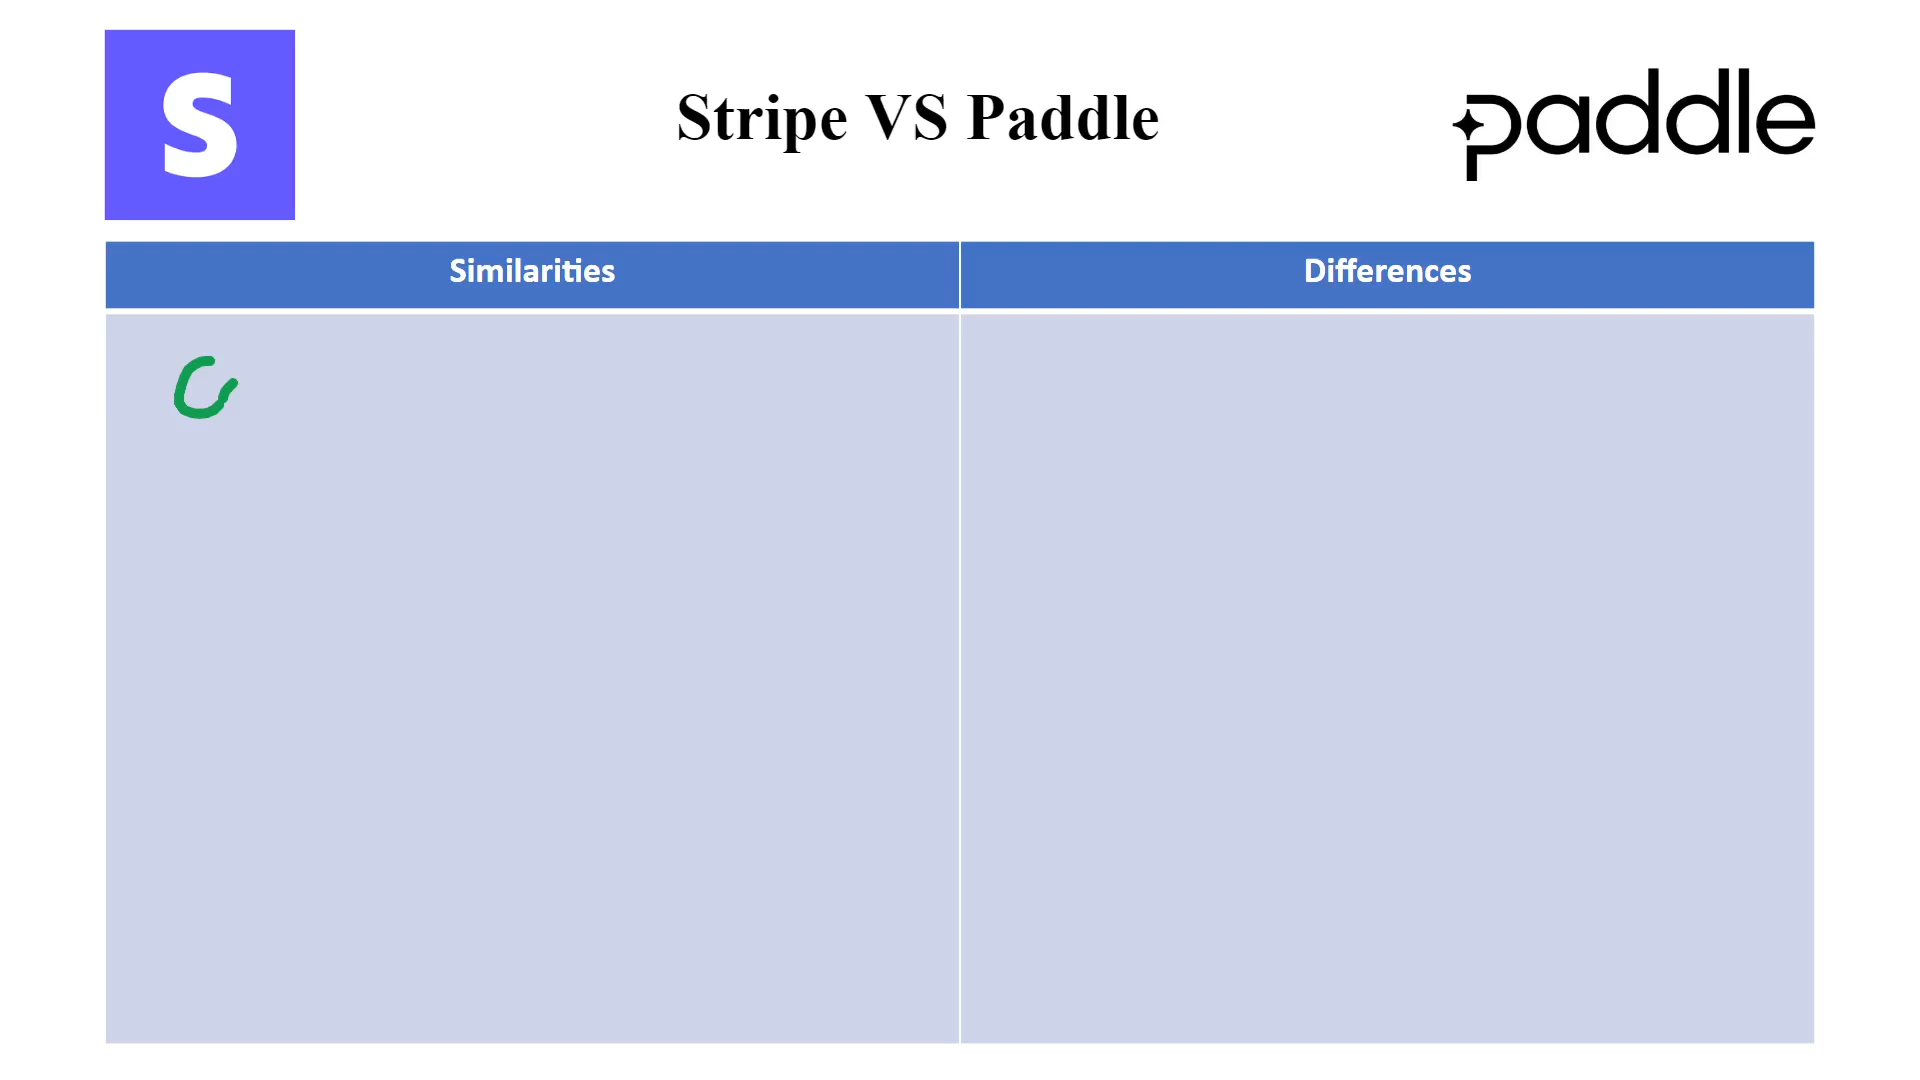 S
Stripe VS Paddle
paddle
Similarities
Differences